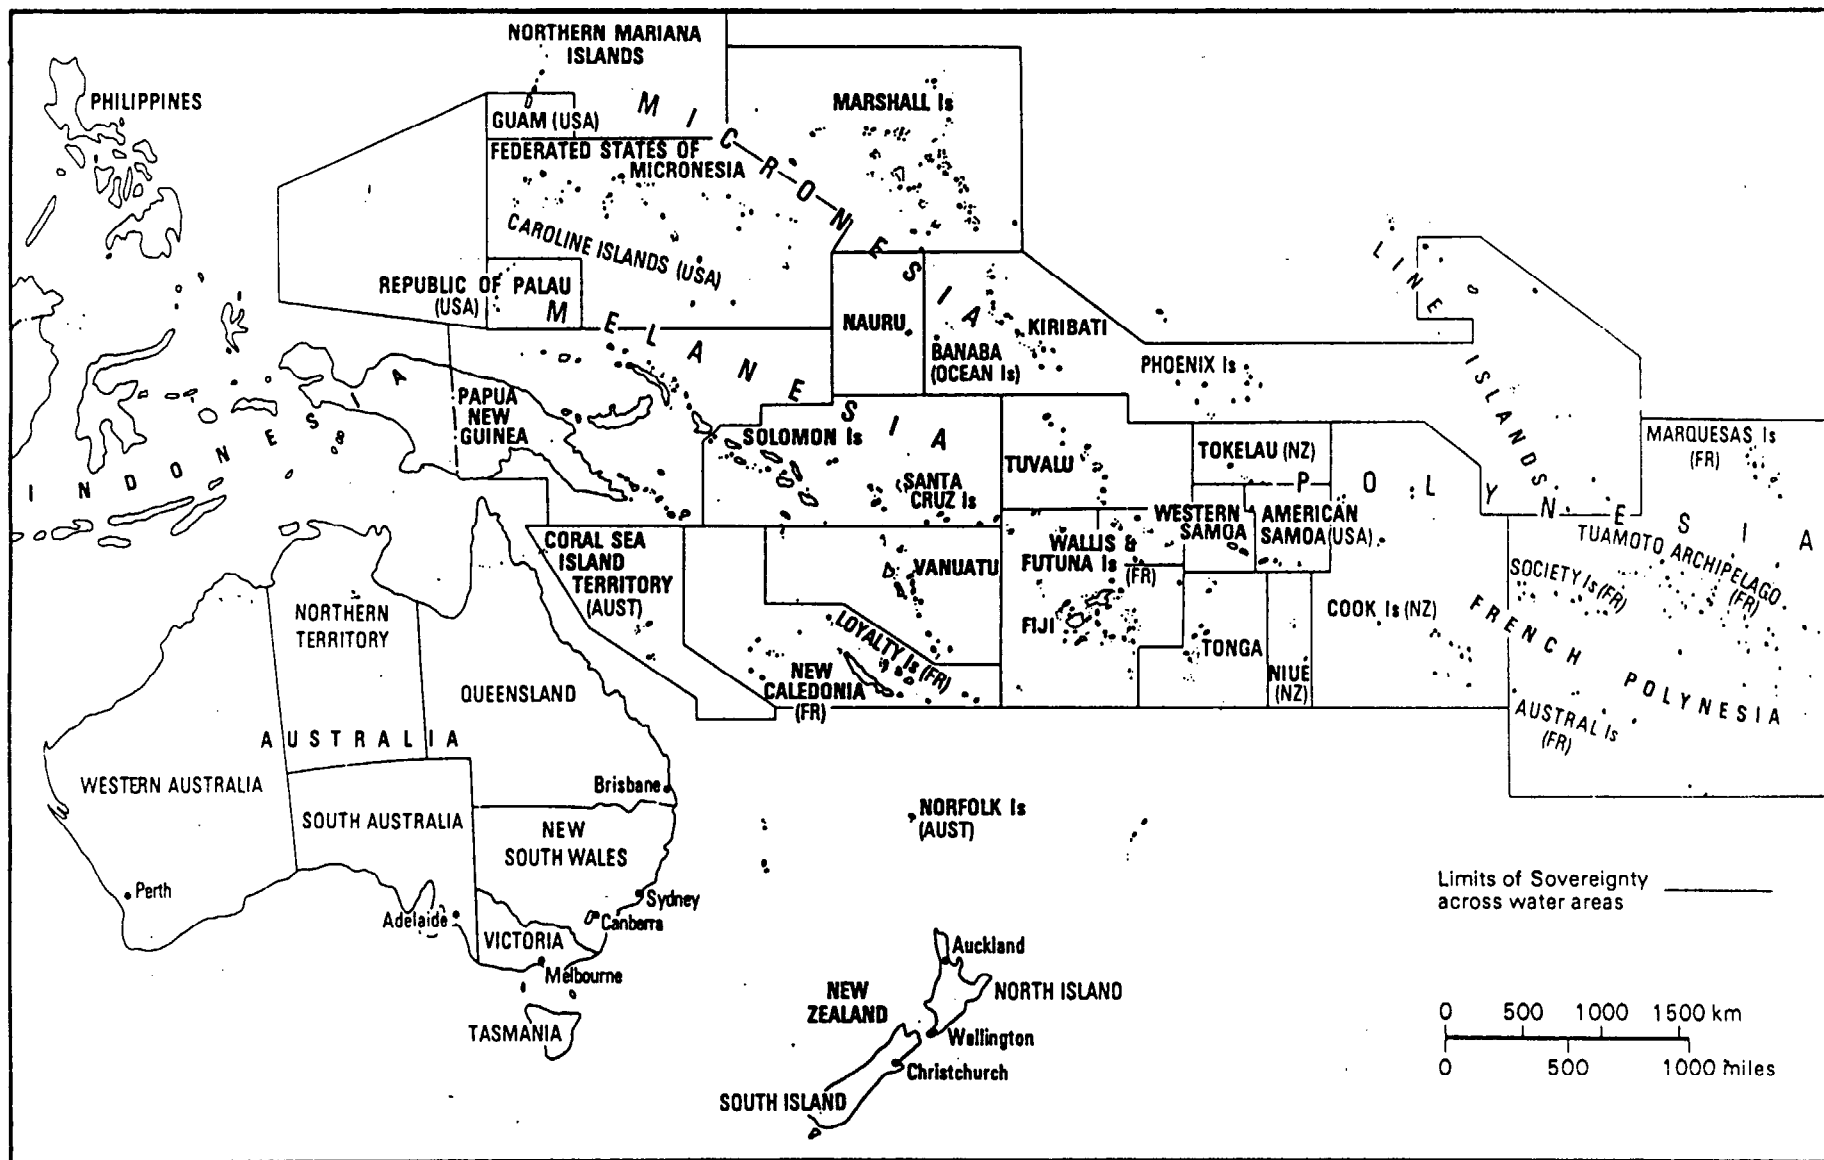 NORTHERN MARIANA
ISLANDS
PHILIPPINES
GUAM (USA)
MICRONESIA
MARSHALL Is
FEDERATED STATES OF
MICRONESIA
CAROLINE ISLANDS (USA)
REPUBLIC OF PALAU
(USA)
MELANESIA
NAURU
KIRIBATI
BANABA
(OCEAN Is)
PHOENIX Is
LINE ISLANDS
INDONESIA
PAPUA
NEW
GUINEA
SOLOMON Is
SANTA
CRUZ Is
TUVALU
TOKELAU (NZ)
POLYNESIA
MARQUESAS Is
(FR)
WESTERN
SAMOA
AMERICAN
SAMOA (USA)
WALLIS &
FUTUNA Is
(FR)
TUAMOTO ARCHIPELAGO
(FR)
SOCIETY Is (FR)
CORAL SEA
ISLAND
TERRITORY
(AUST)
VANUATU
FIJI
TONGA
NIUE
(NZ)
COOK Is (NZ)
FRENCH
POLYNESIA
LOYALTY Is (FR)
NEW
CALEDONIA
(FR)
AUSTRAL Is
(FR)
NORTHERN
TERRITORY
QUEENSLAND
AUSTRALIA
WESTERN AUSTRALIA
SOUTH AUSTRALIA
Brisbane
NEW
SOUTH WALES
NORFOLK Is
(AUST)
Perth
Adelaide
Sydney
Canberra
VICTORIA
Melbourne
TASMANIA
Auckland
NEW
ZEALAND
NORTH ISLAND
Wellington
Christchurch
SOUTH ISLAND
Limits of Sovereignty
across water areas
0 500 1000 1500 km
0 500 1000 miles